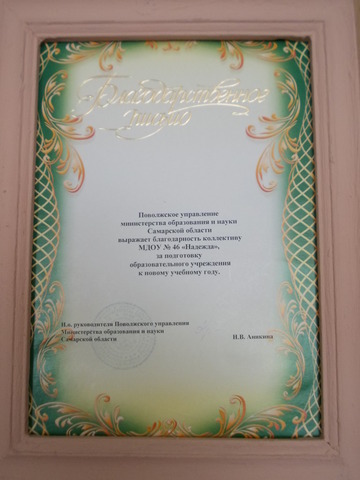 Благодарственное
письмо
Поволжское управление
министерства образования и науки
Самарской области
выражает благодарность коллективу
МДОУ № 46 «Надежда»,
за подготовку
образовательного учреждения
к новому учебному году.
И.о. руководителя Поволжского управления
Министерства образования и науки
Самарской области
Н.В. Аникина